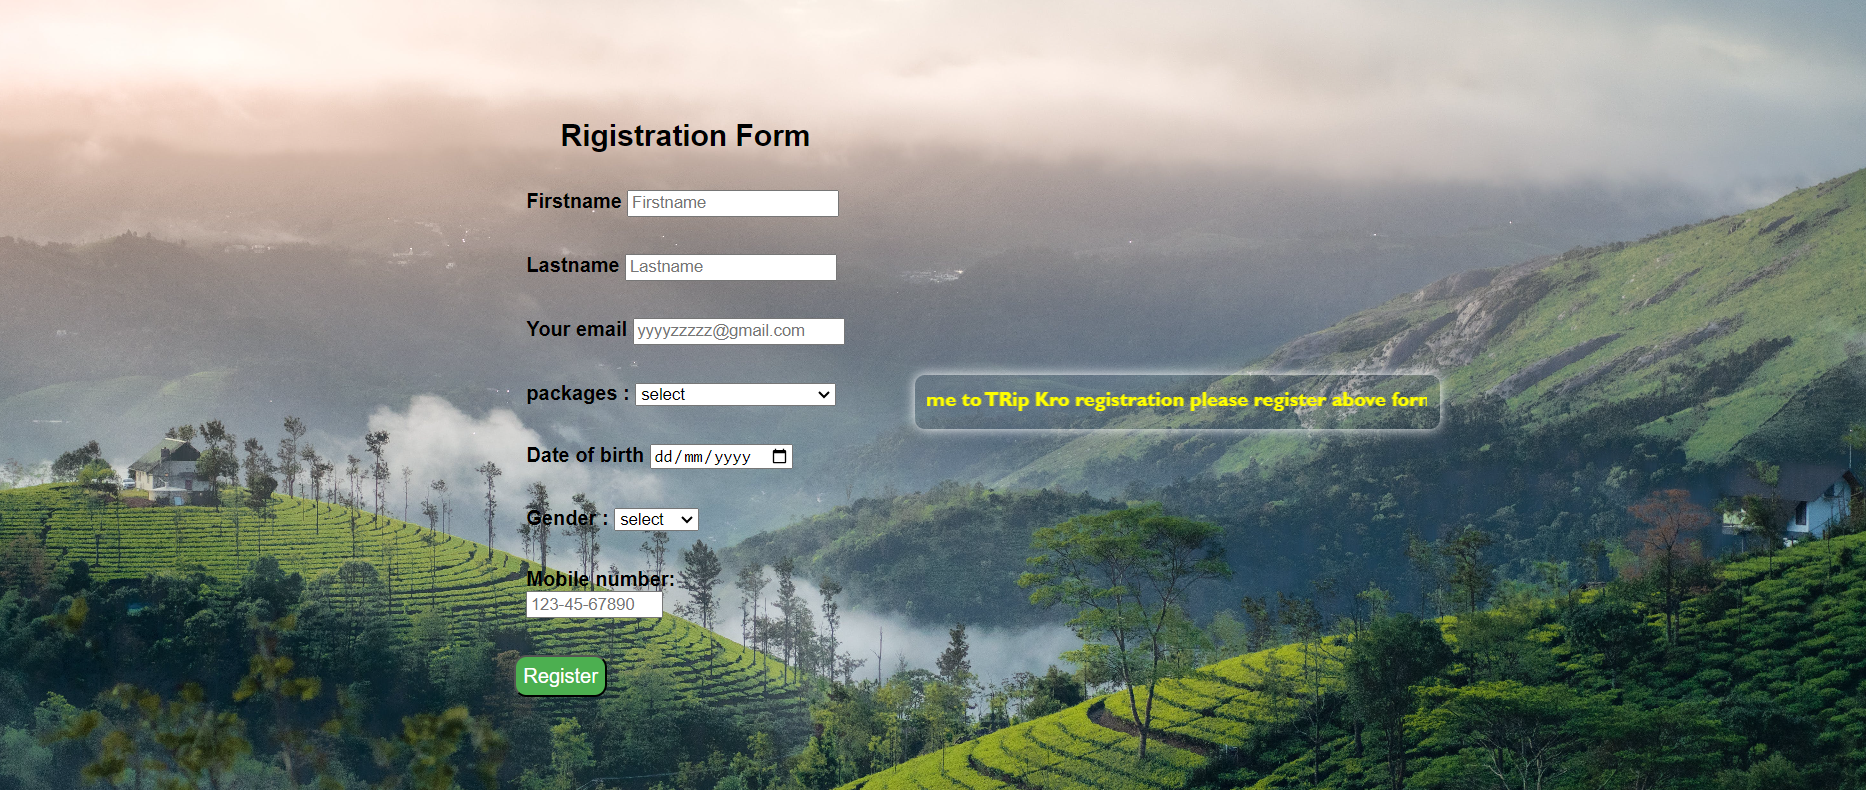 Rigistration Form
Firstname Firstname
Lastname Lastname
Your email yyyyzzzzz@gmail.com
packages : select
me to TRip Kro registration please register above form
Date of birth dd/mm/yyyy
Gender : select
Mobile number:
123-45-67890
Register